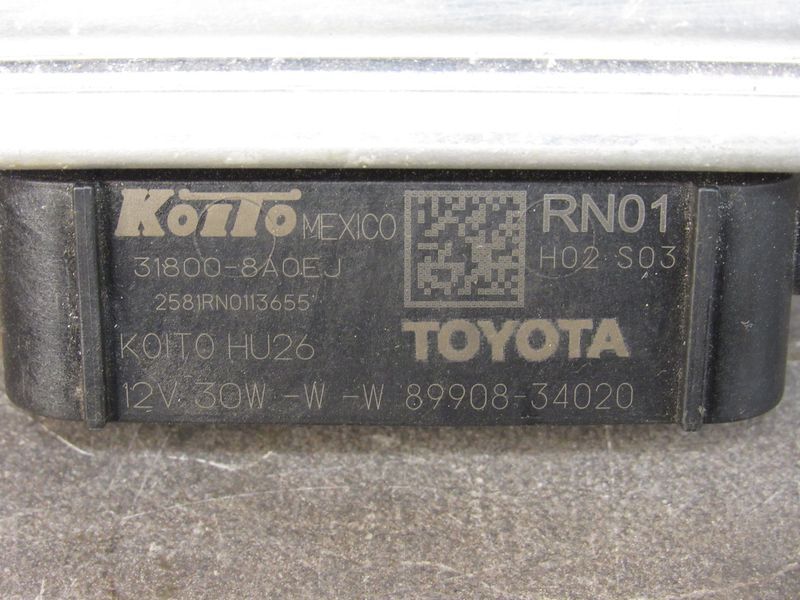 KOITO MEXICO
RN01
H02 S03
31800-8A0EJ
2581RN0113655
KOITO HU26
TOYOTA
12V 30W -W -W 89908-34020